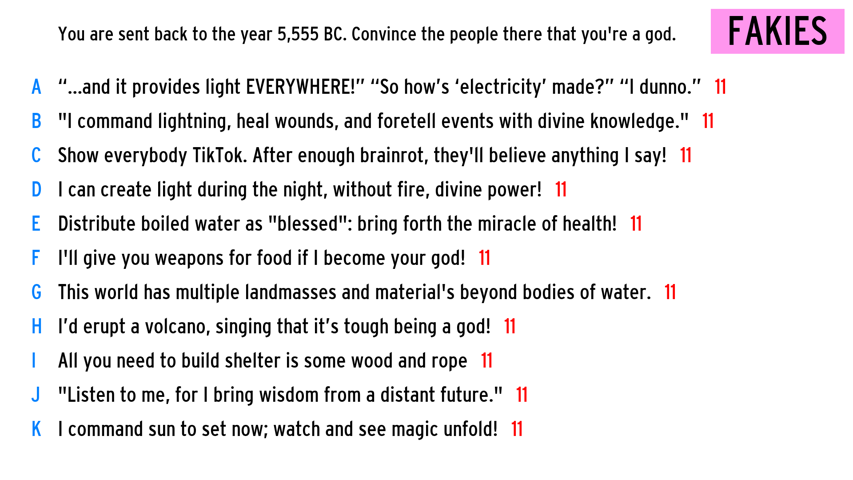 You are sent back to the year 5,555 BC. Convince the people there that you're a god.
FAKIES
A “...and it provides light EVERYWHERE!” “So how’s ‘electricity’ made?” “I dunno.” 11
B "I command lightning, heal wounds, and foretell events with divine knowledge." 11
C Show everybody TikTok. After enough brainrot, they'll believe anything I say! 11
D I can create light during the night, without fire, divine power! 11
E Distribute boiled water as "blessed": bring forth the miracle of health! 11
F I'll give you weapons for food if I become your god! 11
G This world has multiple landmasses and material's beyond bodies of water. 11
H I’d erupt a volcano, singing that it’s tough being a god! 11
I All you need to build shelter is some wood and rope 11
J "Listen to me, for I bring wisdom from a distant future." 11
K I command sun to set now; watch and see magic unfold! 11